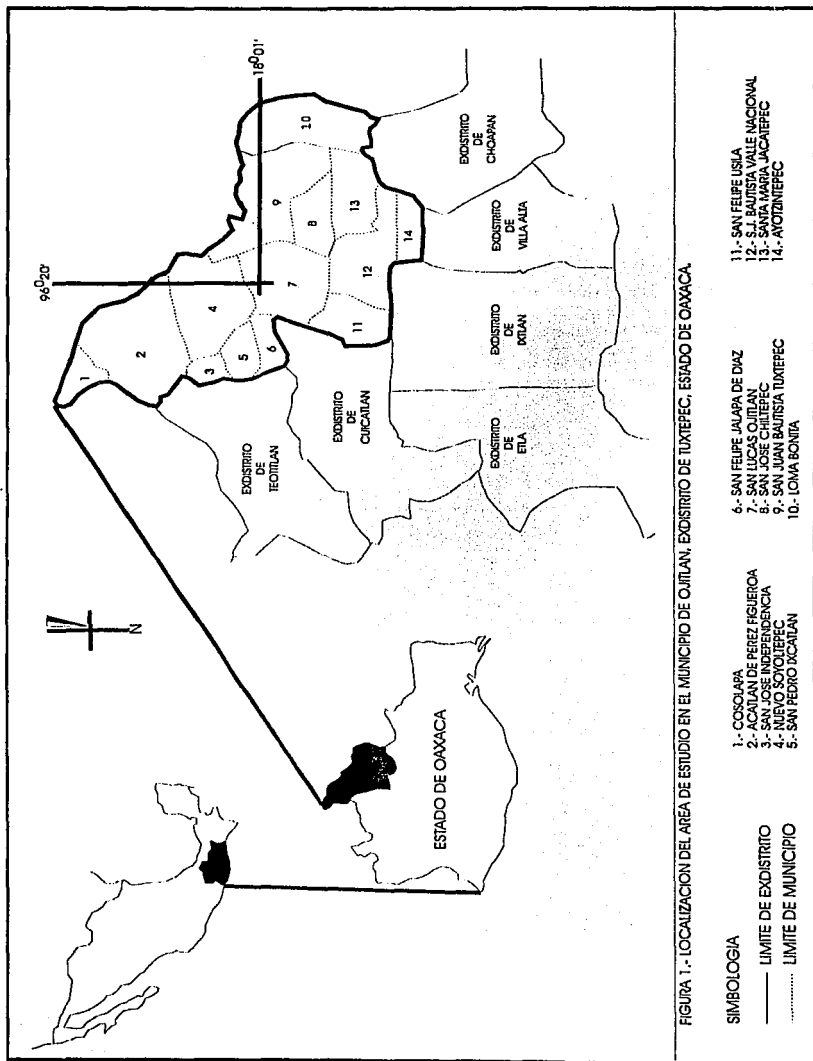 96º20'
18º01'
N
1
2
3
4
5
6
7
8
9
10
11
12
13
14
EXDISTRITO
DE
TEOTITLAN
EXDISTRITO
DE
CUICATLAN
EXDISTRITO
DE
ETLA
EXDISTRITO
DE
IXTLAN
EXDISTRITO
DE
VILLA ALTA
EXDISTRITO
DE
CHOAPAN
ESTADO DE OAXACA
FIGURA 1.- LOCALIZACION DEL AREA DE ESTUDIO EN EL MUNICIPIO DE OJITLAN, EXDISTRITO DE TUXTEPEC, ESTADO DE OAXACA.
SIMBOLOGIA
LIMITE DE EXDISTRITO
LIMITE DE MUNICIPIO
1.- COSOLAPA
2.- ACATLAN DE PEREZ FIGUEROA
3.- SAN JOSE INDEPENDENCIA
4.- NUEVO SOYOLTEPEC
5.- SAN PEDRO IXCATLAN
6.- SAN FELIPE JALAPA DE DIAZ
7.- SAN LUCAS OJITLAN
8.- SAN JOSE CHILTEPEC
9.- SAN JUAN BAUTISTA TUXTEPEC
10.- LOMA BONITA
11.- SAN FELIPE USILA
12.- S.J. BAUTISTA VALLE NACIONAL
13.- SANTA MARIA JACATEPEC
14.- AYOTZINTEPEC